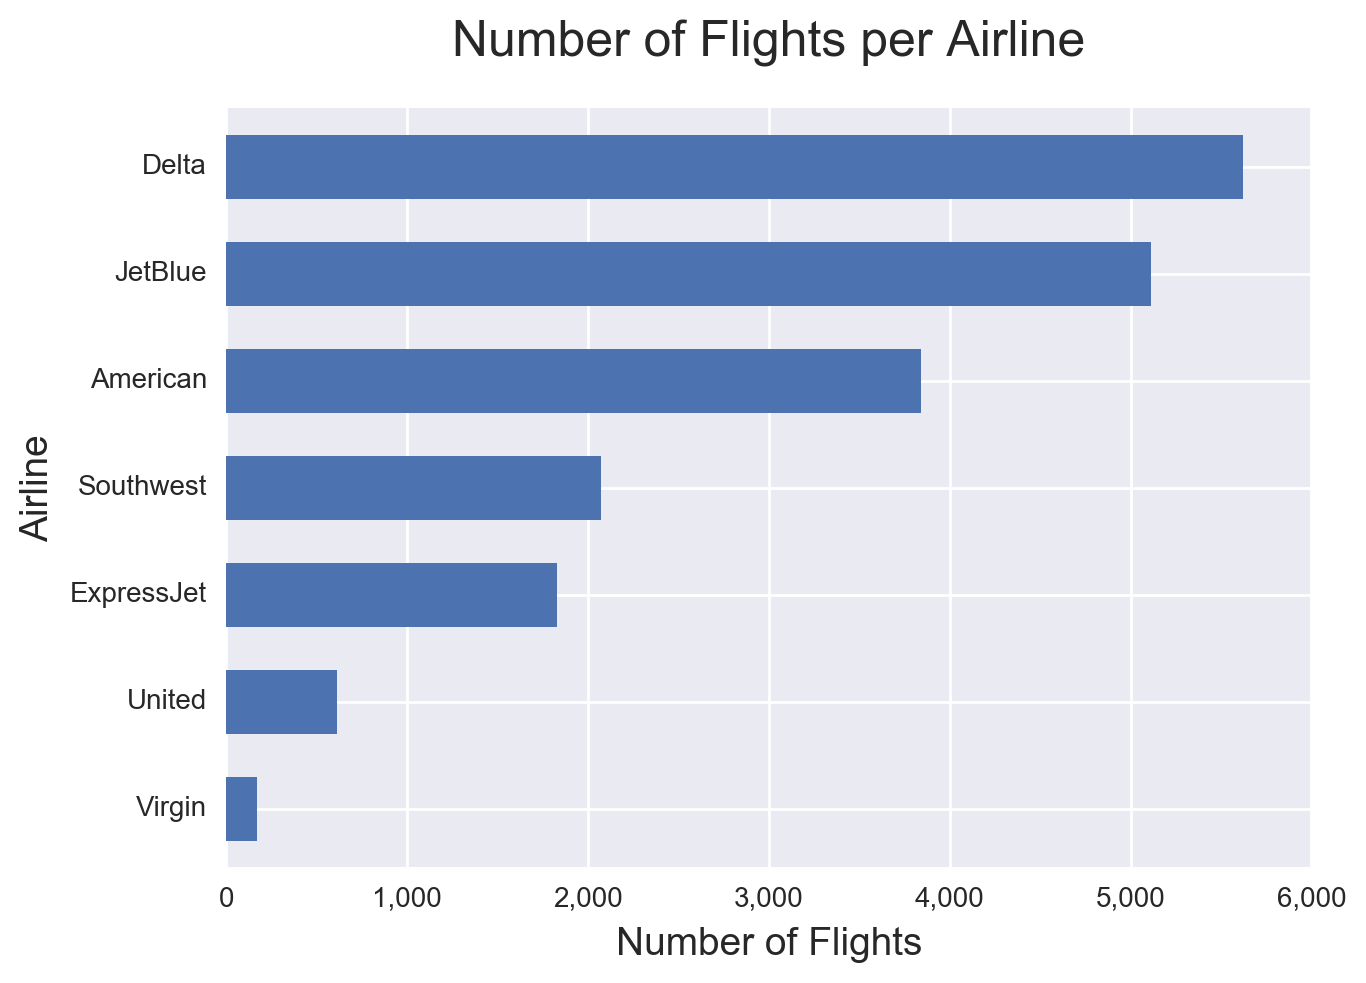 Number of Flights per Airline
Delta
JetBlue
American
Southwest
ExpressJet
United
Virgin
Airline
0 1,000 2,000 3,000 4,000 5,000 6,000
Number of Flights